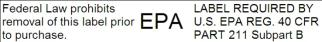 Federal Law prohibits
removal of this label prior
to purchase.
EPA
LABEL REQUIRED BY
U.S. EPA REG. 40 CFR
PART 211 Subpart B